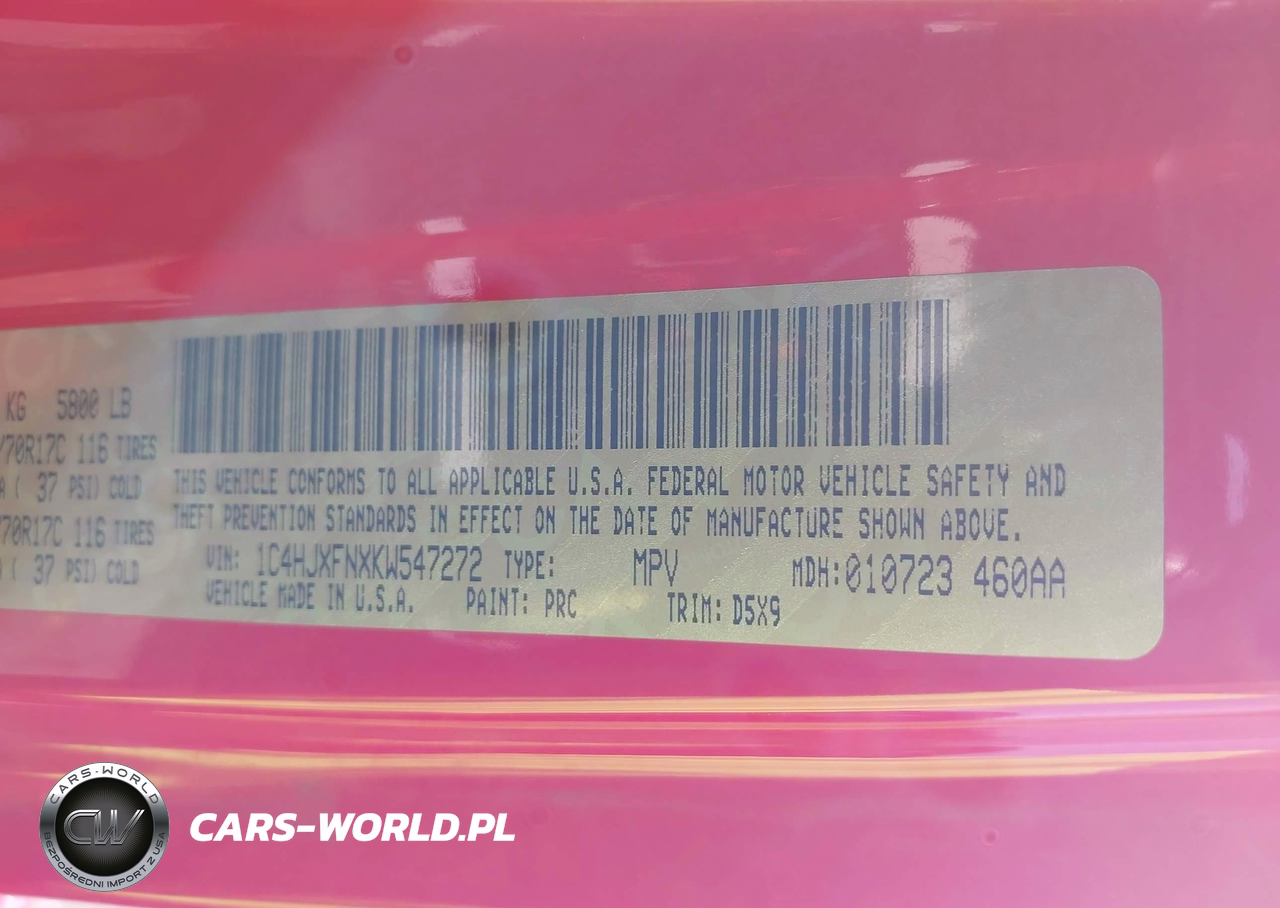 KG 5800 LB
/70R17C 116 TIRES
A ( 37 PSI) COLD
/70R17C 116 TIRES
( 37 PSI) COLD
THIS VEHICLE CONFORMS TO ALL APPLICABLE U.S.A. FEDERAL MOTOR VEHICLE SAFETY AND
THEFT PREVENTION STANDARDS IN EFFECT ON THE DATE OF MANUFACTURE SHOWN ABOVE.
VIN: 1C4HJXFNXKW547272 TYPE: MPV MDH:010723 460AA
VEHICLE MADE IN U.S.A. PAINT: PRC TRIM: D5X9
CARS-WORLD
CW
BEZPOŚREDNI IMPORT Z USA
CARS-WORLD.PL